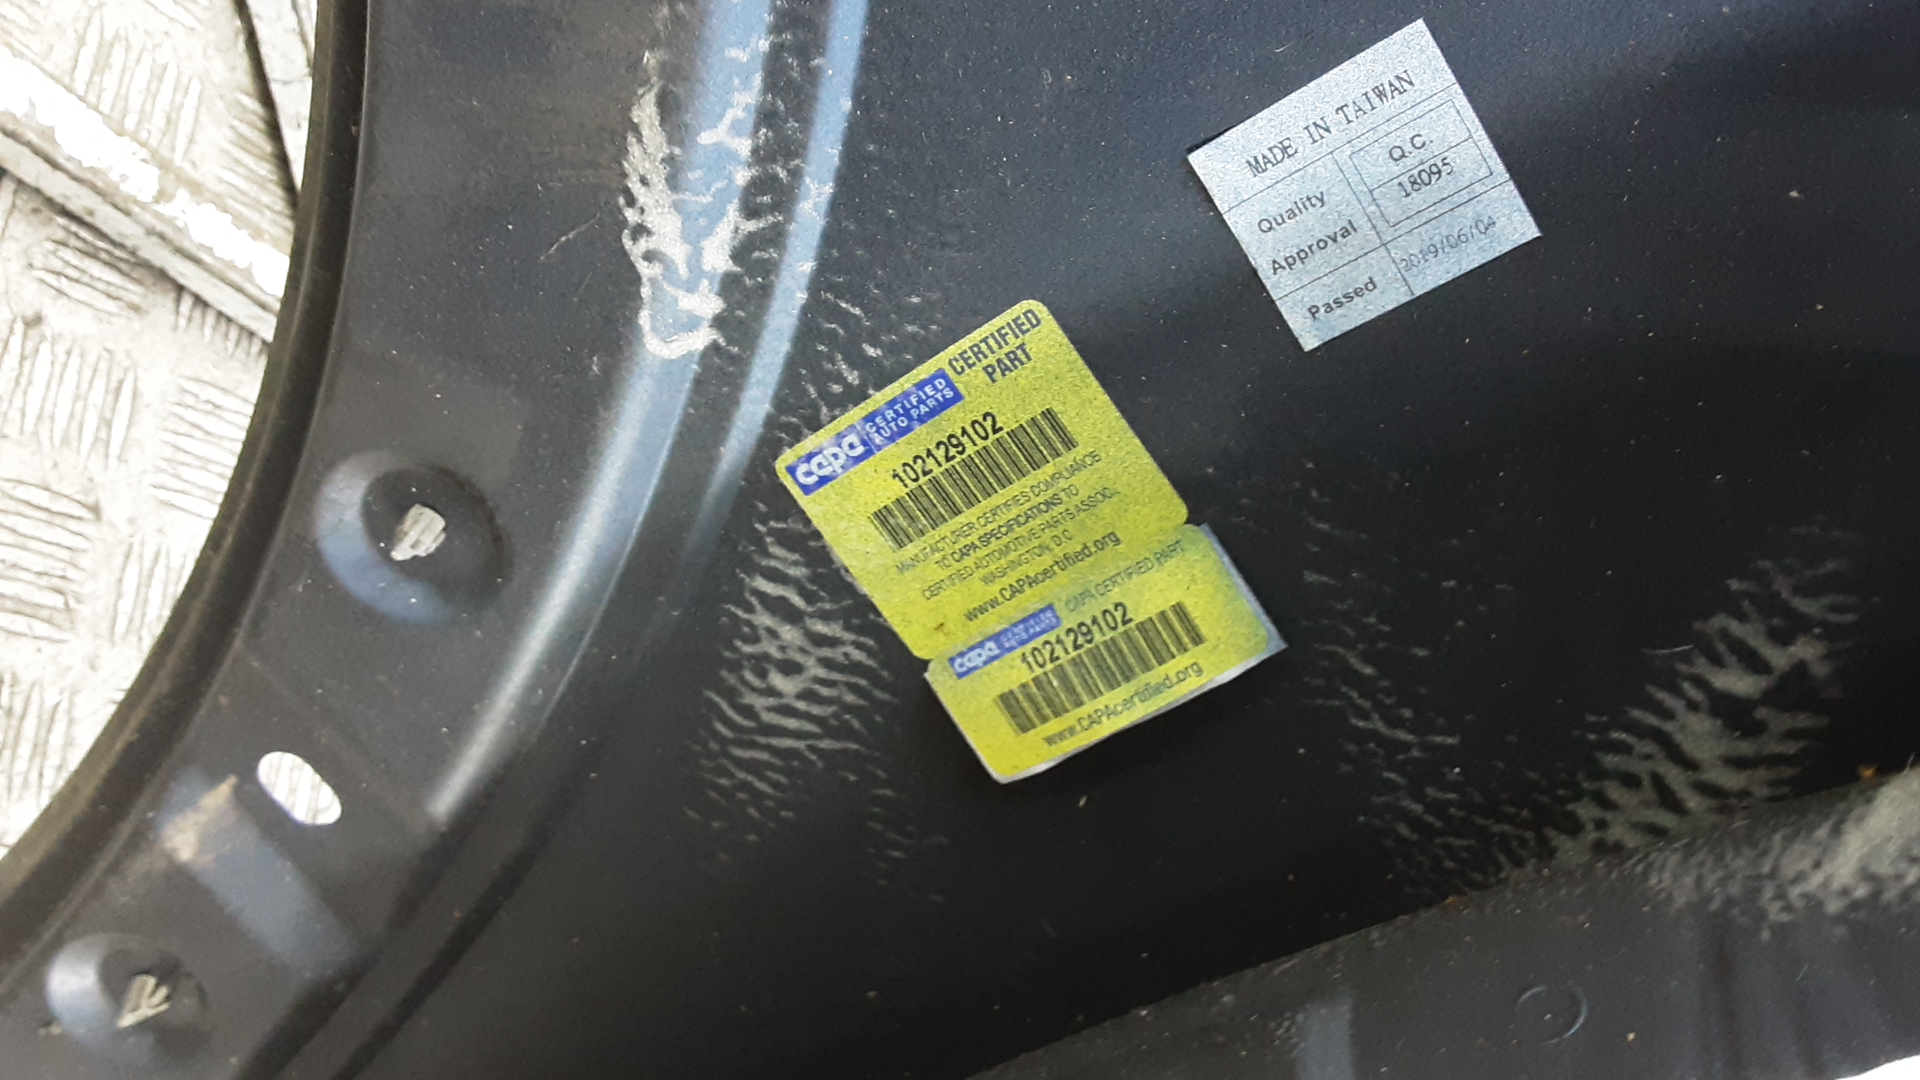 MADE IN TAIWAN
Quality
Approval
Q.C.
18095
Passed
2019/06/04
capa CERTIFIED
AUTO PARTS
CERTIFIED
PART
102129102
MANUFACTURER CERTIFIES COMPLIANCE
TO CAPA SPECIFICATIONS TO
CERTIFIED AUTOMOTIVE PARTS ASSOC.,
WASHINGTON, D.C.
www.CAPAcertified.org
capa CERTIFIED
AUTO PARTS
CAPA CERTIFIED PART
102129102
www.CAPAcertified.org